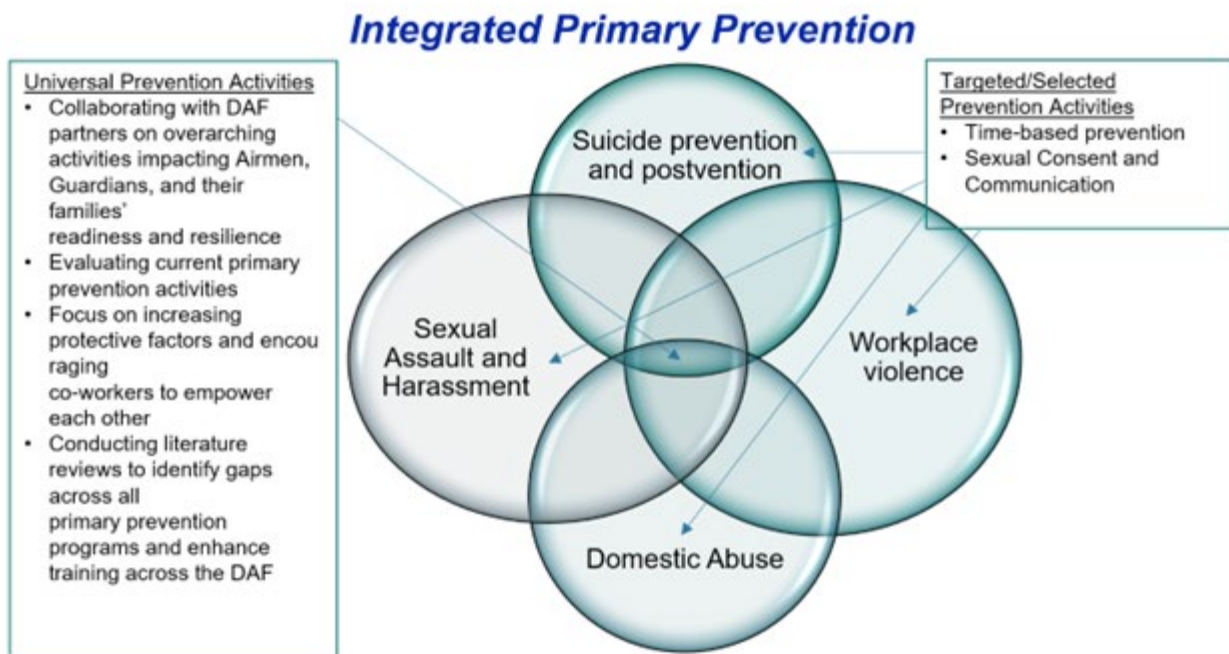 Integrated Primary Prevention
Universal Prevention Activities
• Collaborating with DAF
partners on overarching
activities impacting Airmen,
Guardians, and their
families'
readiness and resilience
• Evaluating current primary
prevention activities
• Focus on increasing
protective factors and encou
raging
co-workers to empower
each other
• Conducting literature
reviews to identify gaps
across all
primary prevention
programs and enhance
training across the DAF
Suicide prevention
and postvention
Sexual
Assault and
Harassment
Workplace
violence
Domestic Abuse
Targeted/Selected
Prevention Activities
• Time-based prevention
• Sexual Consent and
Communication